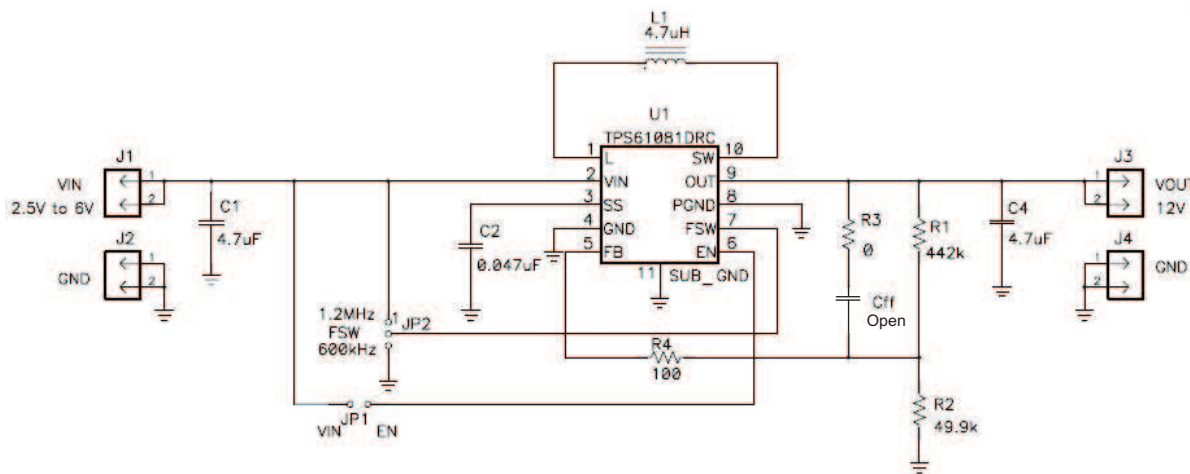 L1
4.7uH
U1
TPS61081DRC
1 L SW 10
2 VIN OUT 9
3 SS PGND 8
4 GND FSW 7
5 FB EN 6
11 SUB_GND
J1
VIN 1
2.5V to 6V 2
J2
GND 1
2
C1
4.7uF
C2
0.047uF
1.2MHz 1 JP2
FSW
600kHz
JP1
VIN EN
R4
100
R3
0
Cff
Open
R1
442k
R2
49.9k
C4
4.7uF
J3
1 VOUT
2 12V
J4
1 GND
2